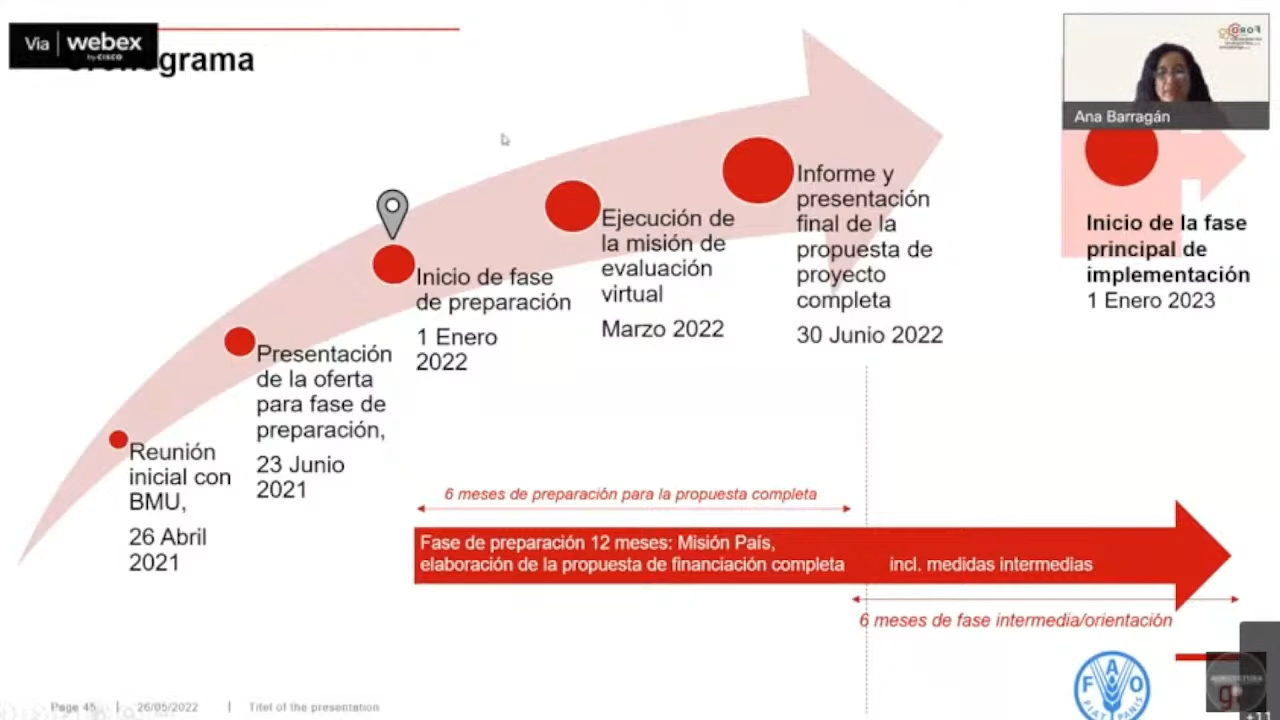 Via webex
by CISCO
ograma
FORO
Ana Barragán
Informe y
presentación
final de la
propuesta de
proyecto
completa
30 Junio 2022
Inicio de la fase
principal de
implementación
1 Enero 2023
Ejecución de
la misión de
evaluación
virtual
Marzo 2022
Inicio de fase
de preparación
1 Enero
2022
Presentación
de la oferta
para fase de
preparación,
23 Junio
2021
Reunión
inicial con
BMU,
26 Abril
2021
6 meses de preparación para la propuesta completa
Fase de preparación 12 meses: Misión País,
elaboración de la propuesta de financiación completa
incl. medidas intermedias
6 meses de fase intermedia/orientación
FAO
FIAT PANIS
AGRICULTURA
Page 45 | 26/05/2022 | Titel of the presentation
+11